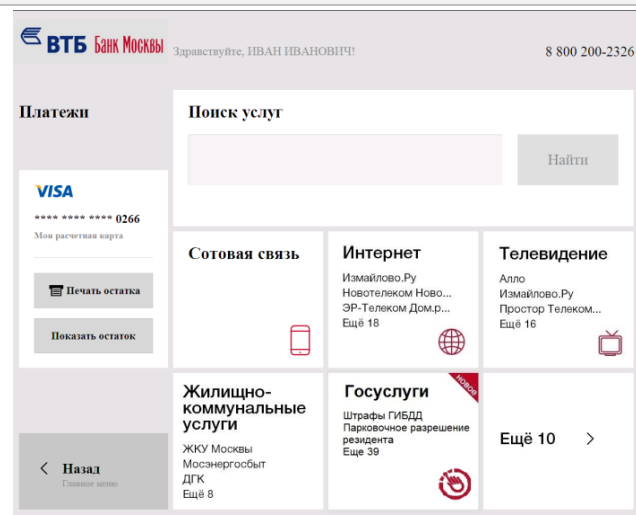 ВТБ Банк Москвы
Здравствуйте, ИВАН ИВАНОВИЧ!
8 800 200-2326
Платежи
VISA
**** **** **** 0266
Моя расчетная карта
Печать остатка
Показать остаток
Назад
Главное меню
Поиск услуг
Найти
Сотовая связь
Интернет
Измайлово.Ру
Новотелеком Ново...
ЭР-Телеком Дом.р...
Ещё 18
Телевидение
Алло
Измайлово.Ру
Простор Телеком...
Ещё 16
Жилищно-
коммунальные
услуги
ЖКУ Москвы
Мосэнергосбыт
ДГК
Ещё 8
Госуслуги
НОВОЕ
Штрафы ГИБДД
Парковочное разрешение
резидента
Еще 39
Ещё 10